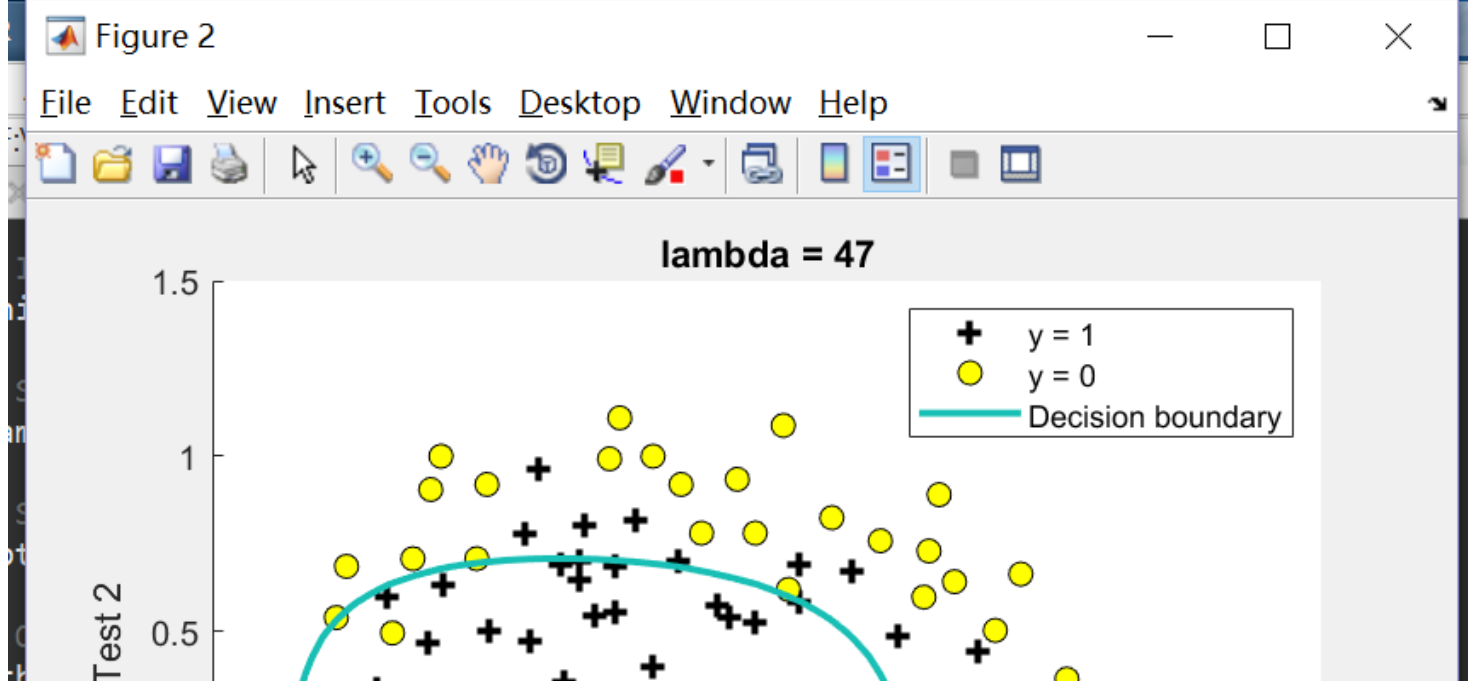 Figure 2
File Edit View Insert Tools Desktop Window Help
lambda = 47
1.5
y = 1
y = 0
Decision boundary
1
0.5
Test 2